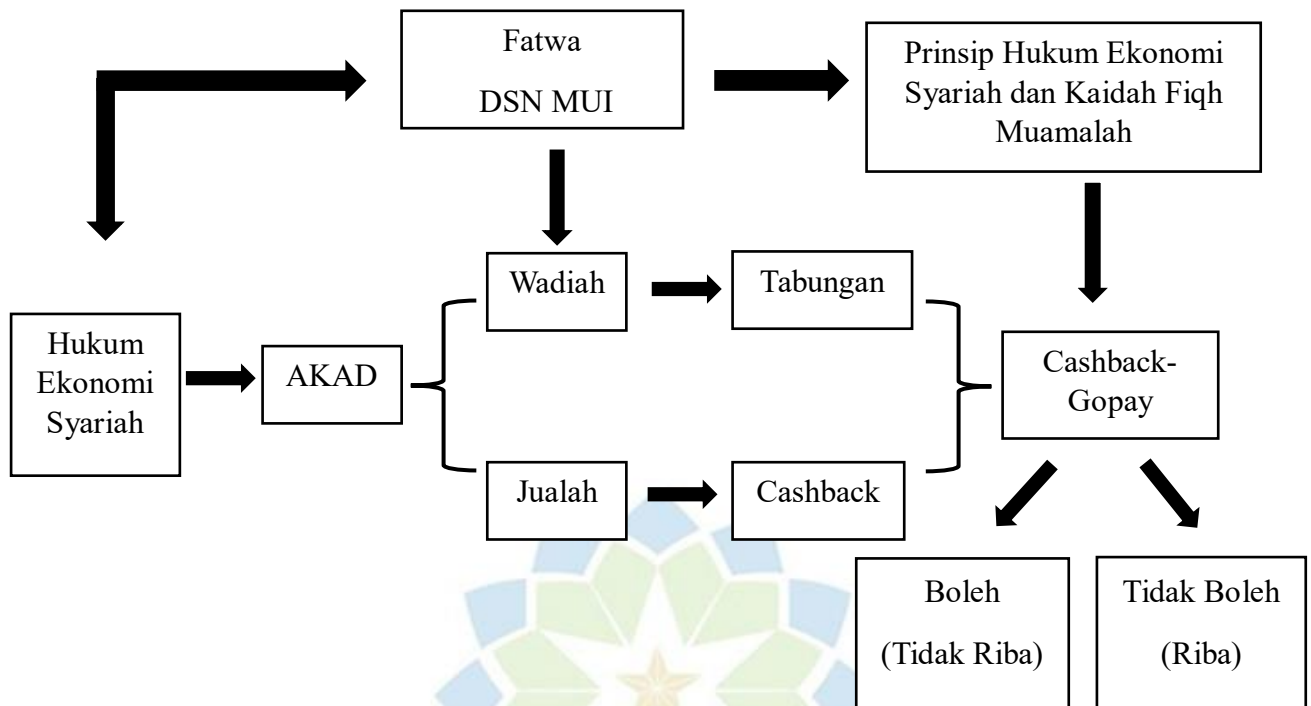 Fatwa
DSN MUI
Prinsip Hukum Ekonomi
Syariah dan Kaidah Fiqh
Muamalah
Wadiah
Tabungan
Hukum
Ekonomi
Syariah
AKAD
Cashback-
Gopay
Jualah
Cashback
Boleh
(Tidak Riba)
Tidak Boleh
(Riba)